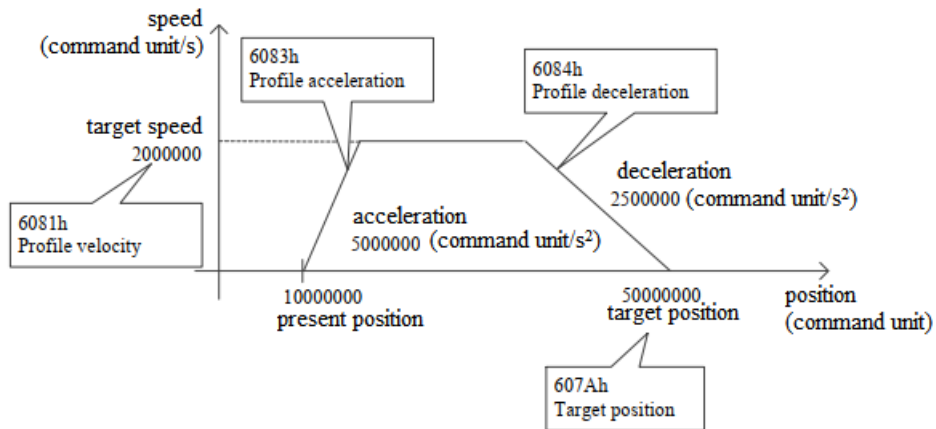 speed
(command unit/s)
6083h
Profile acceleration
6084h
Profile deceleration
target speed
2000000
deceleration
2500000 (command unit/s²)
6081h
Profile velocity
acceleration
5000000 (command unit/s²)
10000000
present position
50000000
target position
position
(command unit)
607Ah
Target position